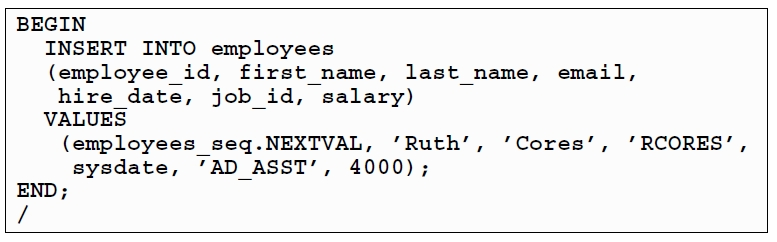 BEGIN
INSERT INTO employees
(employee_id, first_name, last_name, email,
hire_date, job_id, salary)
VALUES
(employees_seq.NEXTVAL, ’Ruth’, ’Cores’, ’RCORES’,
sysdate, ’AD_ASST’, 4000);
END;
/